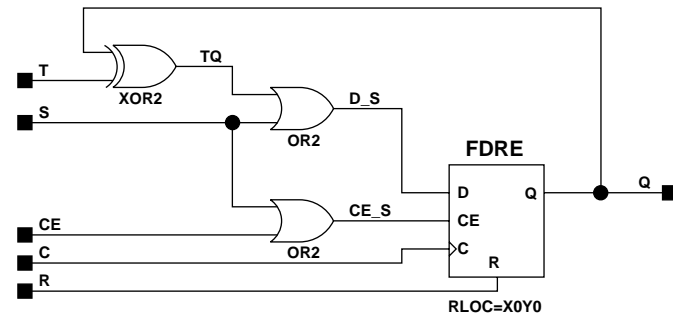 T
TQ
XOR2
S
D_S
OR2
FDRE
D
Q
Q
CE
CE_S
CE
OR2
C
C
R
R
RLOC=X0Y0